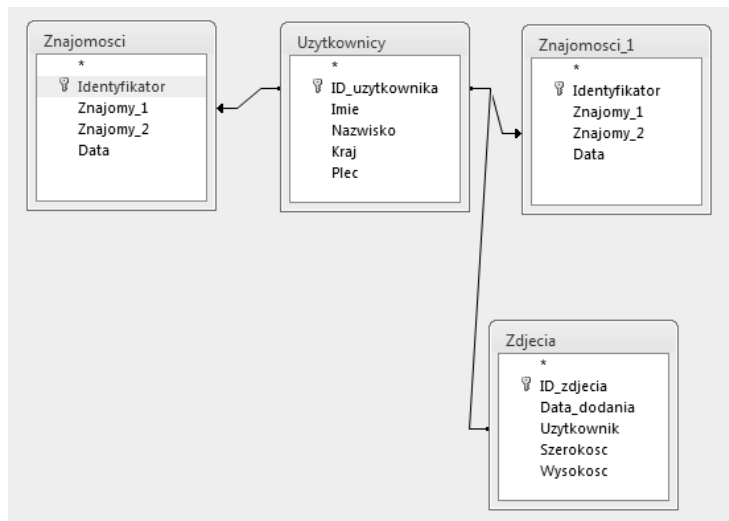 Znajomosci
*
Identyfikator
Znajomy_1
Znajomy_2
Data
Uzytkownicy
*
ID_uzytkownika
Imie
Nazwisko
Kraj
Plec
Znajomosci_1
*
Identyfikator
Znajomy_1
Znajomy_2
Data
Zdjecia
*
ID_zdjecia
Data_dodania
Uzytkownik
Szerokosc
Wysokosc